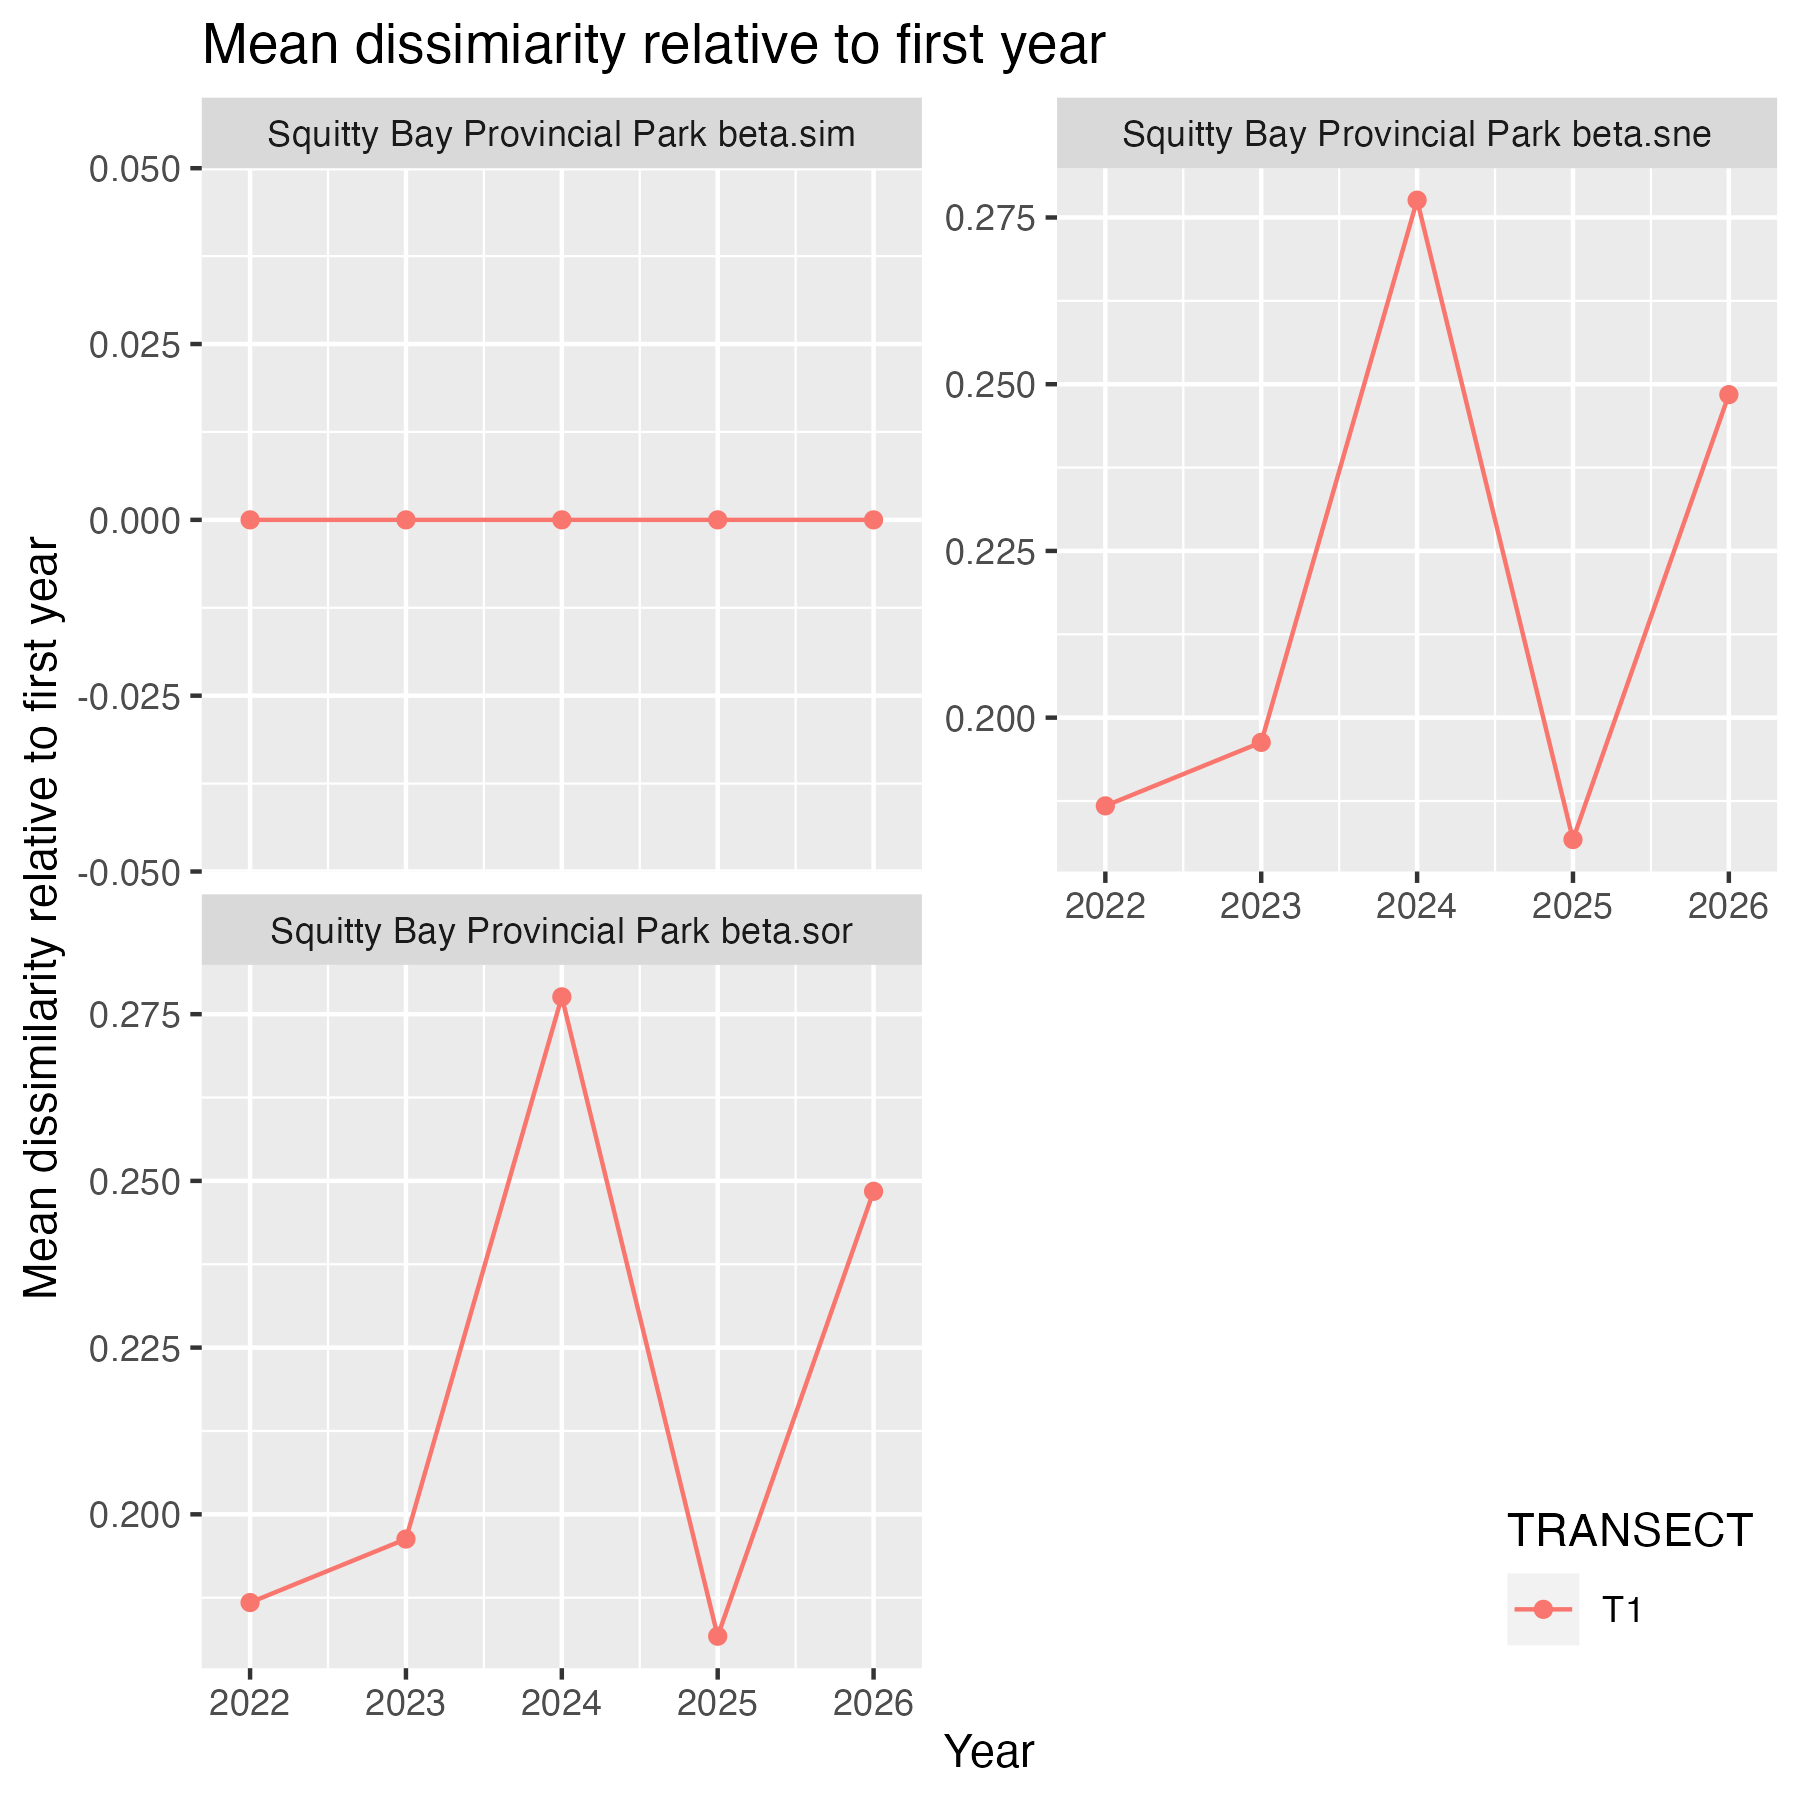 Mean dissimiarity relative to first year
Squitty Bay Provincial Park beta.sim
Squitty Bay Provincial Park beta.sne
0.050
0.025
0.000
-0.025
-0.050
0.275
0.250
0.225
0.200
2022 2023 2024 2025 2026
Squitty Bay Provincial Park beta.sor
0.275
0.250
0.225
0.200
2022 2023 2024 2025 2026
Mean dissimilarity relative to first year
Year
TRANSECT
T1